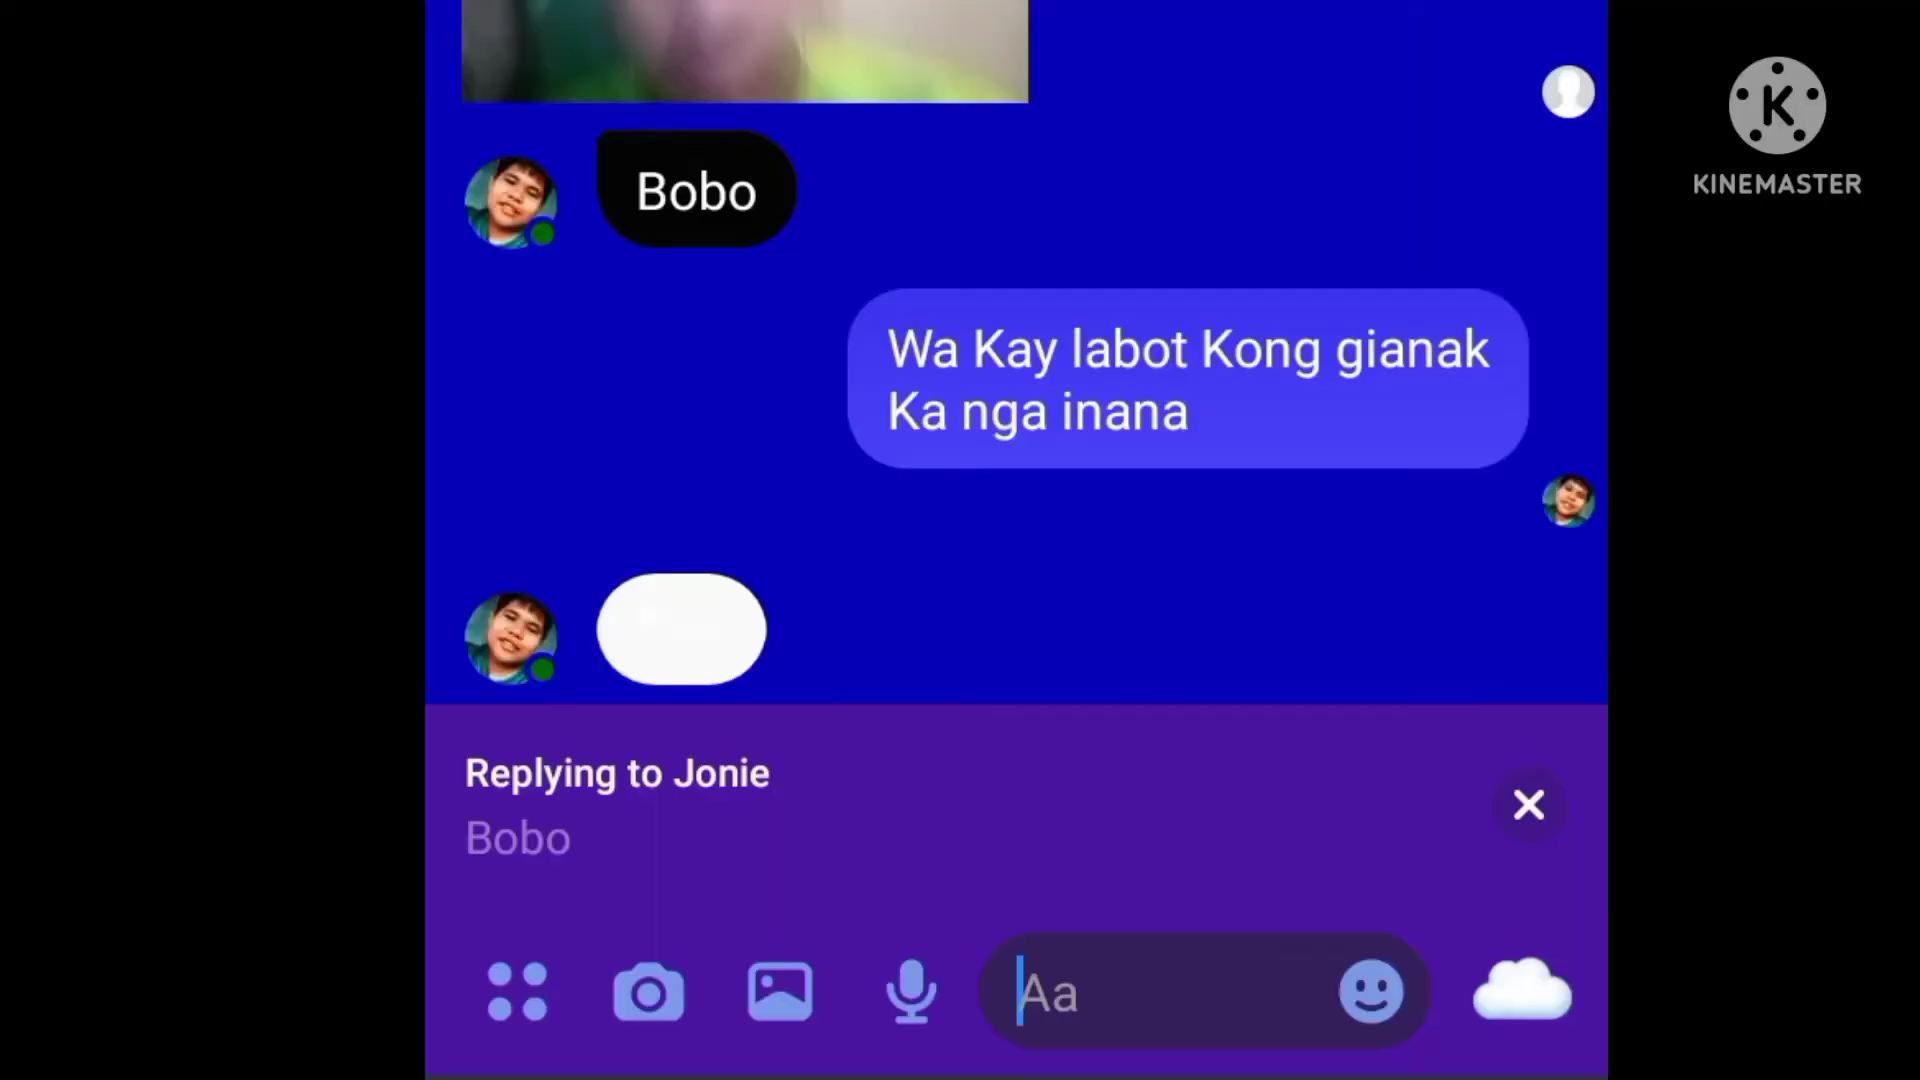 Bobo
Wa Kay labot Kong gianak
Ka nga inana
Replying to Jonie
Bobo
Aa
K
KINEMASTER